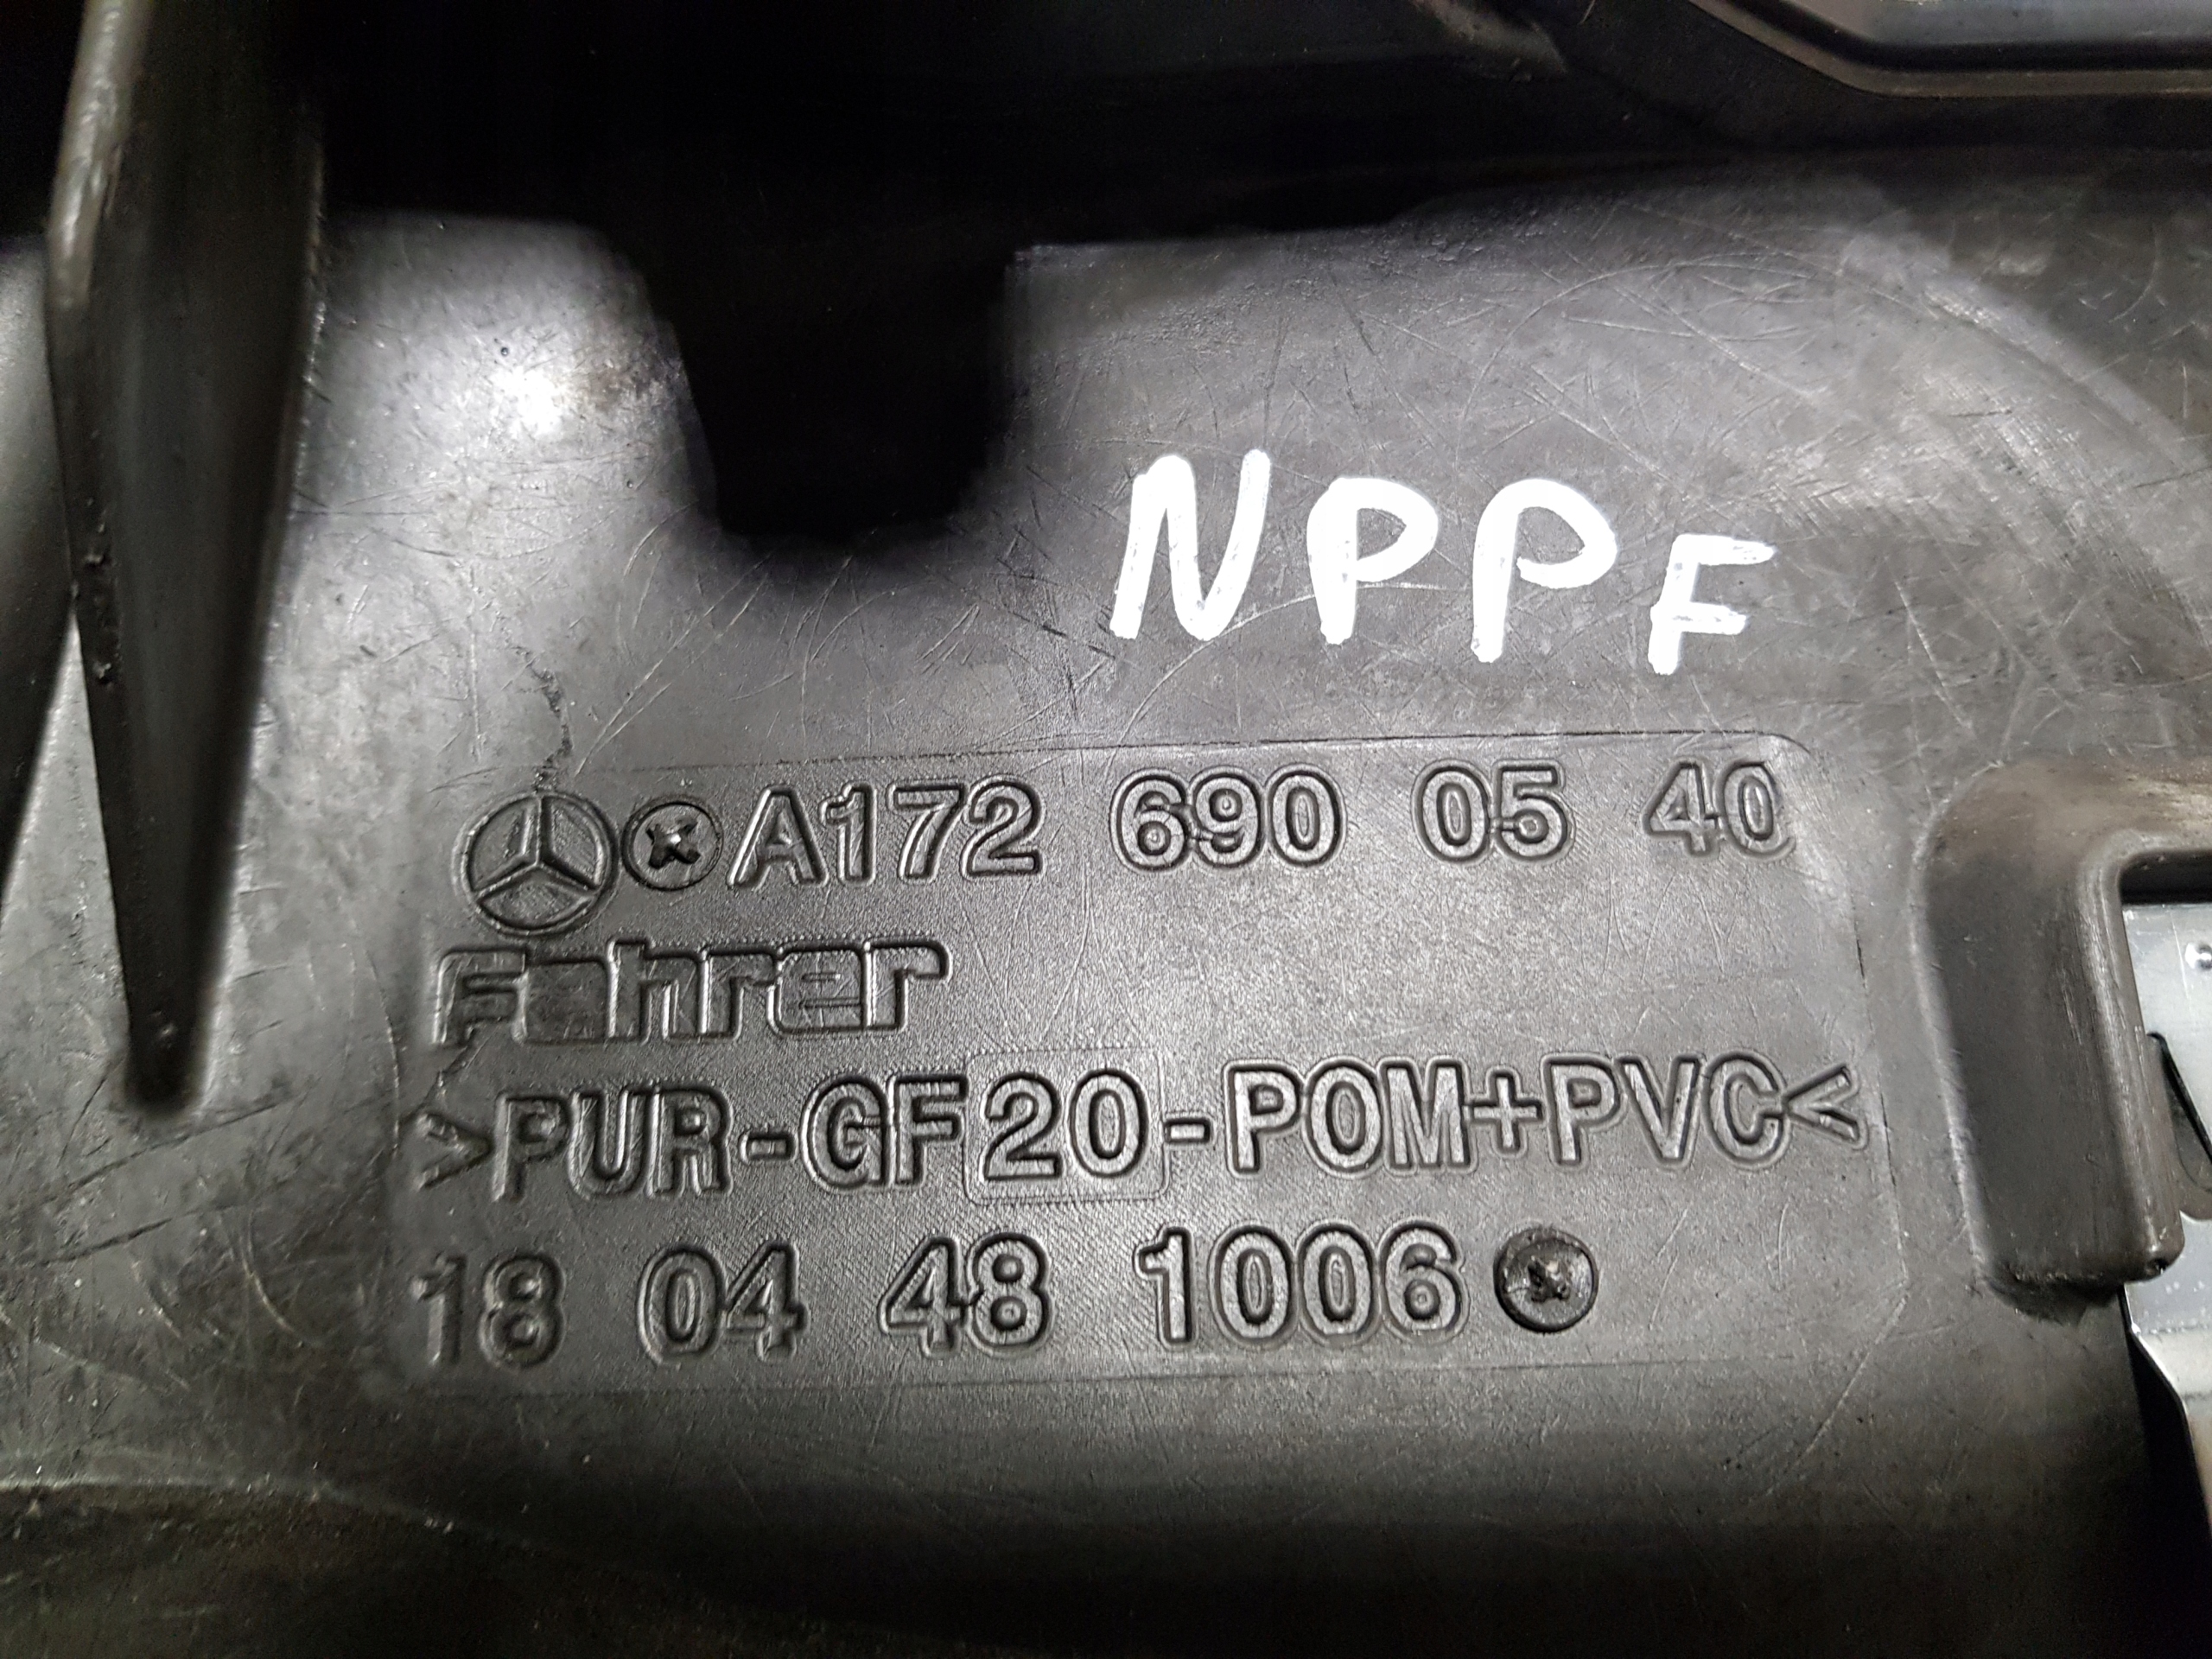 NPPF
A172 690 05 40
Fahrer
>PUR-GF20-POM+PVC<
18 04 48 1006